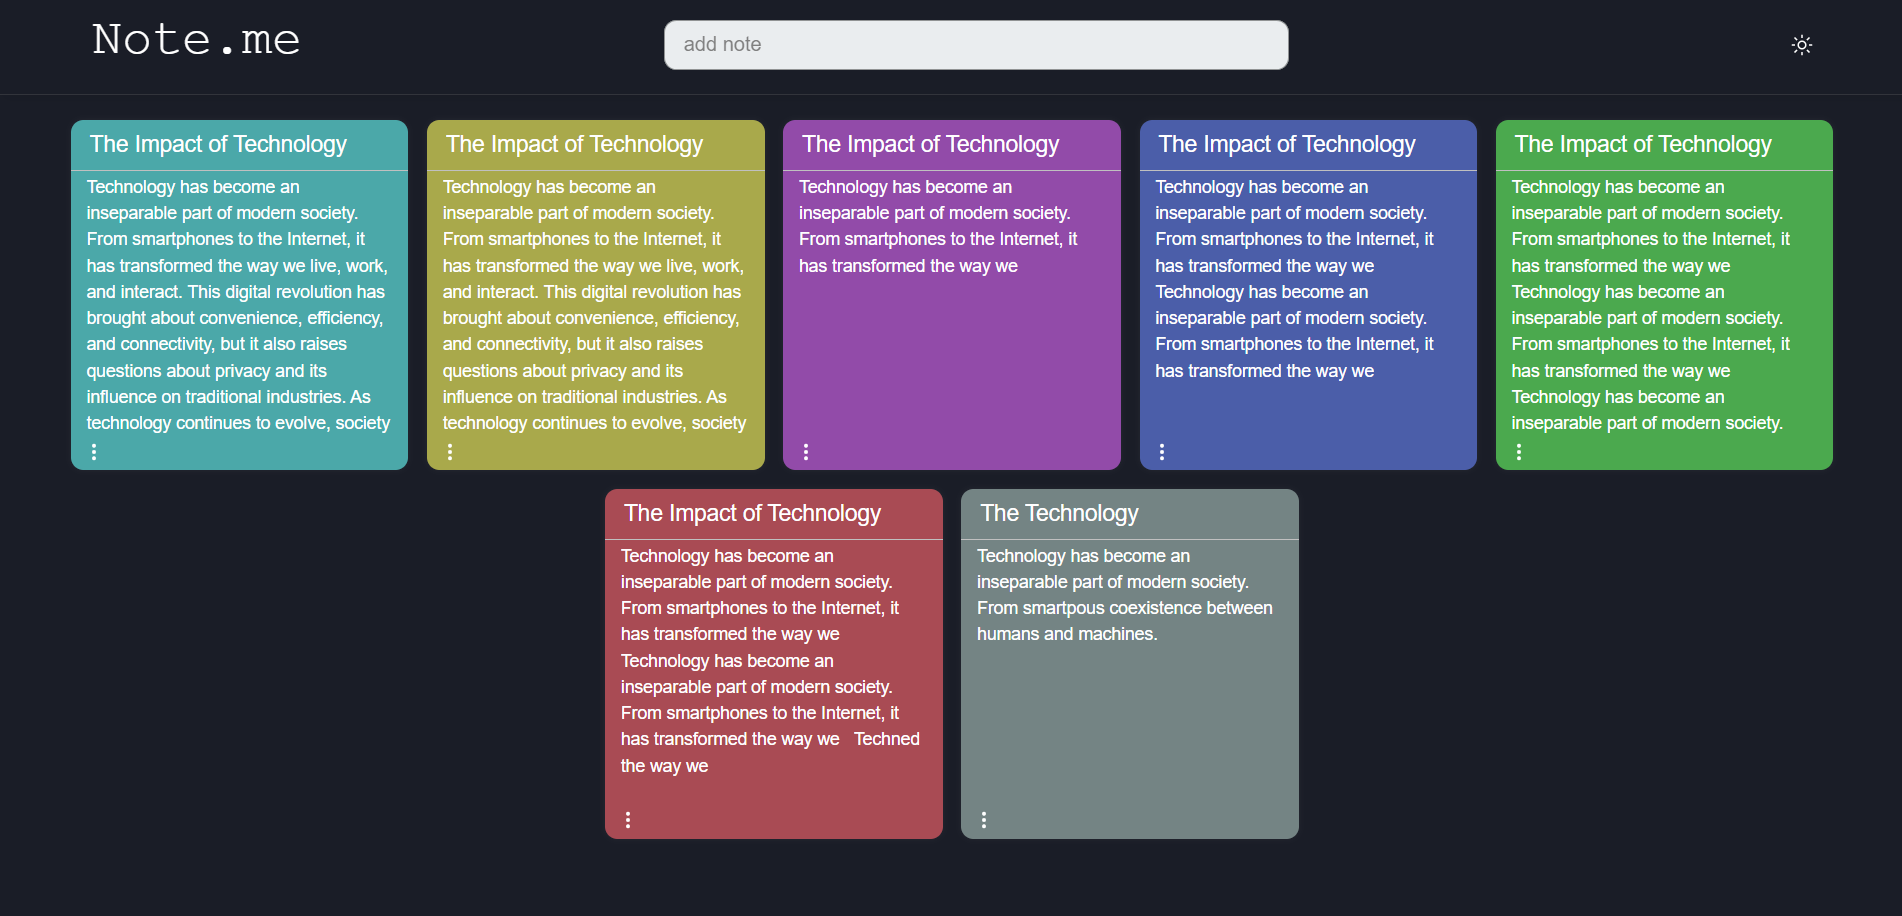 Note.me
add note
The Impact of Technology
Technology has become an
inseparable part of modern society.
From smartphones to the Internet, it
has transformed the way we live, work,
and interact. This digital revolution has
brought about convenience, efficiency,
and connectivity, but it also raises
questions about privacy and its
influence on traditional industries. As
technology continues to evolve, society
The Impact of Technology
Technology has become an
inseparable part of modern society.
From smartphones to the Internet, it
has transformed the way we live, work,
and interact. This digital revolution has
brought about convenience, efficiency,
and connectivity, but it also raises
questions about privacy and its
influence on traditional industries. As
technology continues to evolve, society
The Impact of Technology
Technology has become an
inseparable part of modern society.
From smartphones to the Internet, it
has transformed the way we
The Impact of Technology
Technology has become an
inseparable part of modern society.
From smartphones to the Internet, it
has transformed the way we
Technology has become an
inseparable part of modern society.
From smartphones to the Internet, it
has transformed the way we
The Impact of Technology
Technology has become an
inseparable part of modern society.
From smartphones to the Internet, it
has transformed the way we
Technology has become an
inseparable part of modern society.
From smartphones to the Internet, it
has transformed the way we
Technology has become an
inseparable part of modern society.
The Impact of Technology
Technology has become an
inseparable part of modern society.
From smartphones to the Internet, it
has transformed the way we
Technology has become an
inseparable part of modern society.
From smartphones to the Internet, it
has transformed the way we Techned
the way we
The Technology
Technology has become an
inseparable part of modern society.
From smartpous coexistence between
humans and machines.